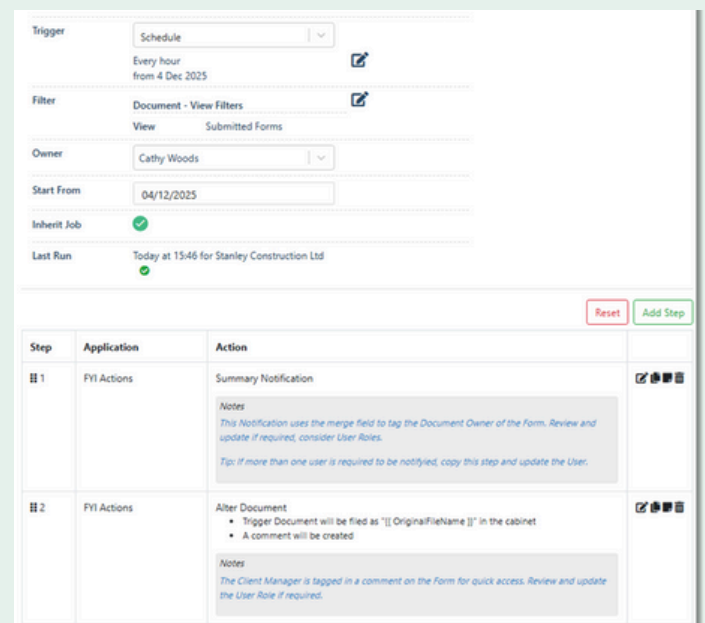 Trigger
Schedule
Every hour
from 4 Dec 2025
Filter
Document - View Filters
View Submitted Forms
Owner
Cathy Woods
Start From
04/12/2025
Inherit Job
Last Run
Today at 15:46 for Stanley Construction Ltd
Reset Add Step
Step Application Action
1 FYI Actions Summary Notification
Notes
This Notification uses the merge field to tag the Document Owner of the Form. Review and
update if required, consider User Roles.
Tip: If more than one user is required to be notifyied, copy this step and update the User.
2 FYI Actions Alter Document
• Trigger Document will be filed as "[[ OriginalFileName ]]" in the cabinet
• A comment will be created
Notes
The Client Manager is tagged in a comment on the Form for quick access. Review and update
the User Role if required.